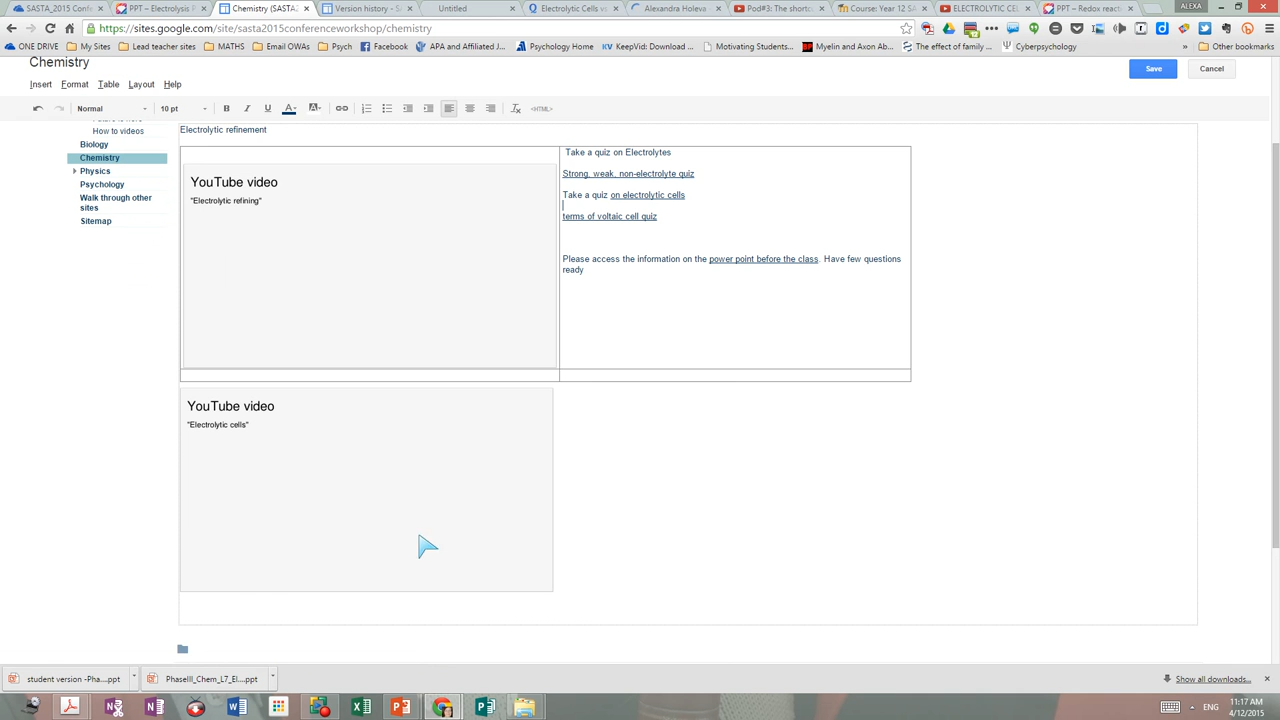 SASTA_2015 Conf
PPT – Electrolysis P
Chemistry (SASTA2
Version history – S
Untitled
Electrolytic Cells v
Alexandra Holeva
Pod#3: The shortc
Course: Year 12 SA
ELECTROLYTIC CEL
PPT – Redox react
ALEXA
https://sites.google.com/site/sasta2015conferenceworkshop/chemistry
ONE DRIVE My Sites Lead teacher sites MATHS Email OWAs Psych Facebook APA and Affiliated J... Psychology Home KeepVid: Download ... Motivating Students... Myelin and Axon Ab... The effect of family ... Cyberpsychology » Other bookmarks
Chemistry
Save Cancel
Insert Format Table Layout Help
Normal 10 pt B I U A A <HTML>
How to videos
Biology
Chemistry
Physics
Psychology
Walk through other
sites
Sitemap
Electrolytic refinement
YouTube video
"Electrolytic refining"
Take a quiz on Electrolytes
Strong, weak, non-electrolyte quiz
Take a quiz on electrolytic cells
terms of voltaic cell quiz
Please access the information on the power point before the class. Have few questions
ready
YouTube video
"Electrolytic cells"
student version -Pha....ppt
PhaseIII_Chem_L7_El....ppt
Show all downloads...
ENG
11:17 AM
4/12/2015